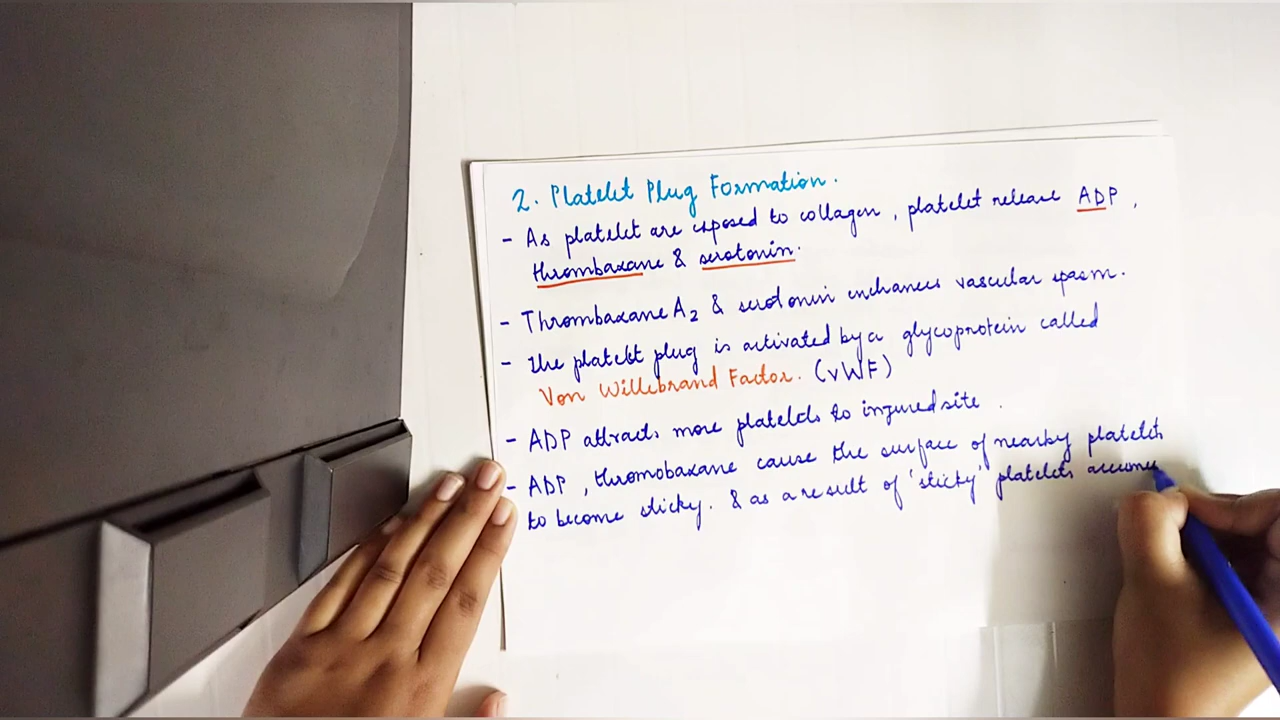 2. Platelet Plug Formation.
- As platelet are exposed to collagen, platelet release ADP,
thrombaxane & serotonin.
- Thrombaxane A2 & serotonin enchances vascular spasm.
- The platelet plug is activated by a glycoprotein called
Von Willebrand Factor. (vWF)
- ADP attracts more platelets to injured site.
- ADP, thromobaxane cause the surface of nearby platelets
to become sticky. & as a result of 'sticky' platelets